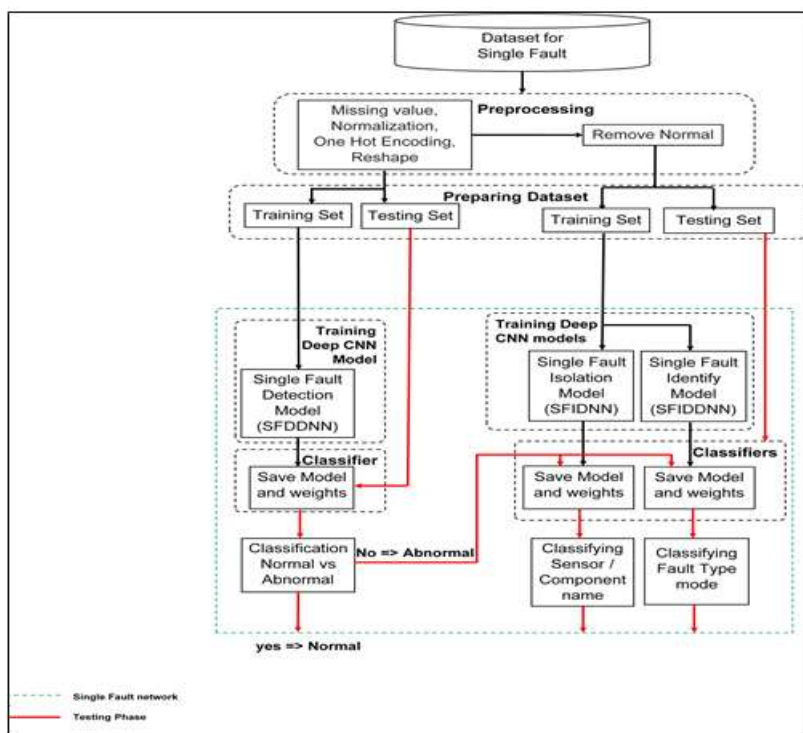 Dataset for
Single Fault
Preprocessing
Missing value,
Normalization,
One Hot Encoding,
Reshape
Remove Normal
Preparing Dataset
Training Set
Testing Set
Training Set
Testing Set
Training
Deep CNN
Model
Single Fault
Detection
Model
(SFDDNN)
Training Deep
CNN models
Single Fault
Isolation
Model
(SFIDNN)
Single Fault
Identify
Model
(SFIDDNN)
Classifier
Save Model
and weights
Classifiers
Save Model
and weights
Save Model
and weights
Classification
Normal vs
Abnormal
No => Abnormal
Classifying
Sensor /
Component
name
Classifying
Fault Type
mode
yes => Normal
Single Fault network
Testing Phase